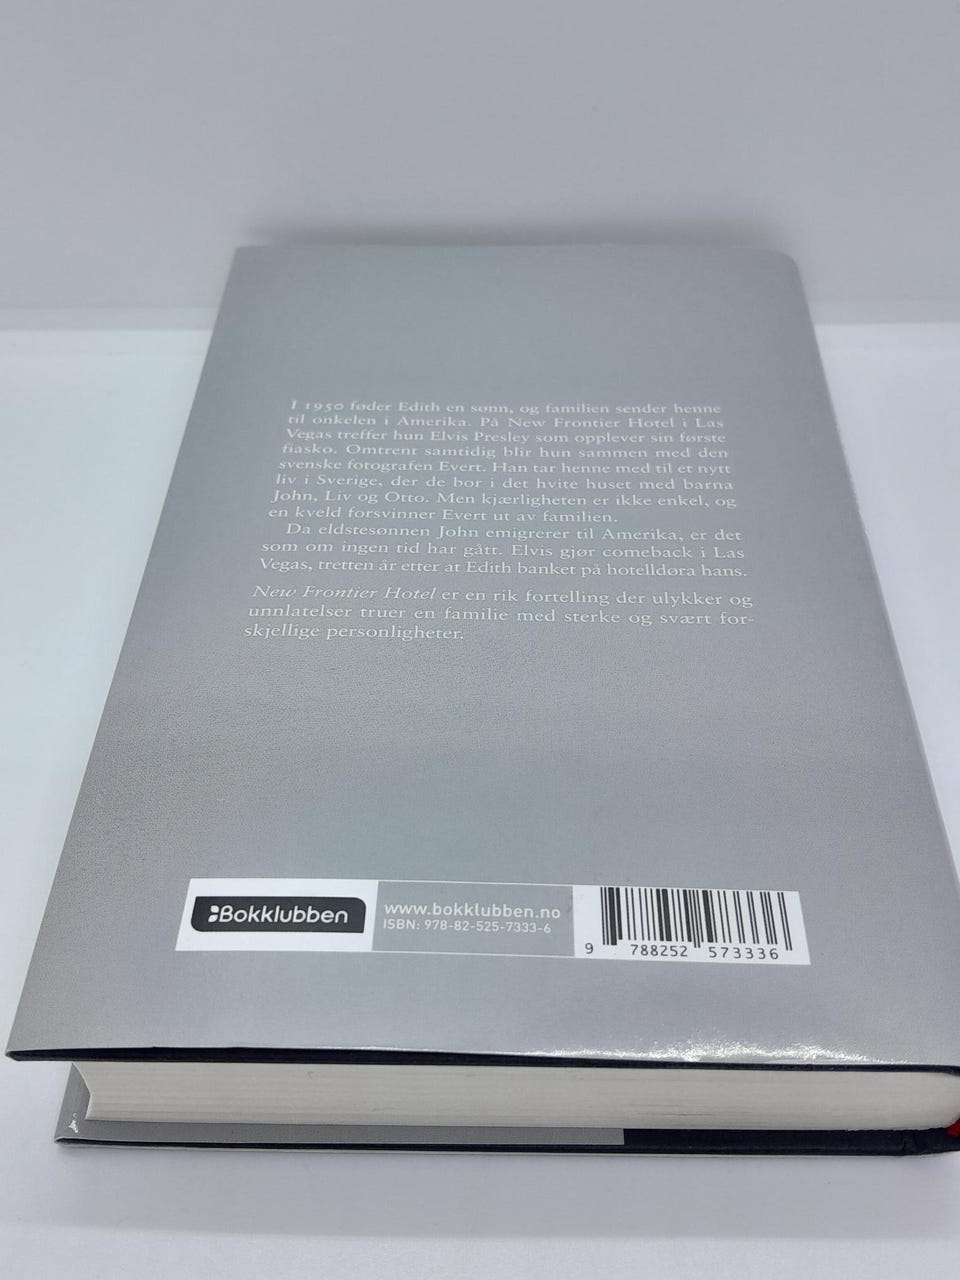 I 1950 føder Edith en sønn, og familien sender henne
til onkelen i Amerika. På New Frontier Hotel i Las
Vegas treffer hun Elvis Presley som opplever sin første
fiasko. Omtrent samtidig blir hun sammen med den
svenske fotografen Evert. Han tar henne med til et nytt
liv i Sverige, der de bor i det hvite huset med barna
John, Liv og Otto. Men kjærligheten er ikke enkel, og
en kveld forsvinner Evert ut av familien.
Da eldstesønnen John emigrerer til Amerika, er det
som om ingen tid har gått. Elvis gjør comeback i Las
Vegas, tretten år etter at Edith banket på hotelldøra hans.
New Frontier Hotel er en rik fortelling der ulykker og
unnlatelser truer en familie med sterke og svært for-
skjellige personligheter.
Bokklubben
www.bokklubben.no
ISBN: 978-82-525-7333-6
9 788252 573336